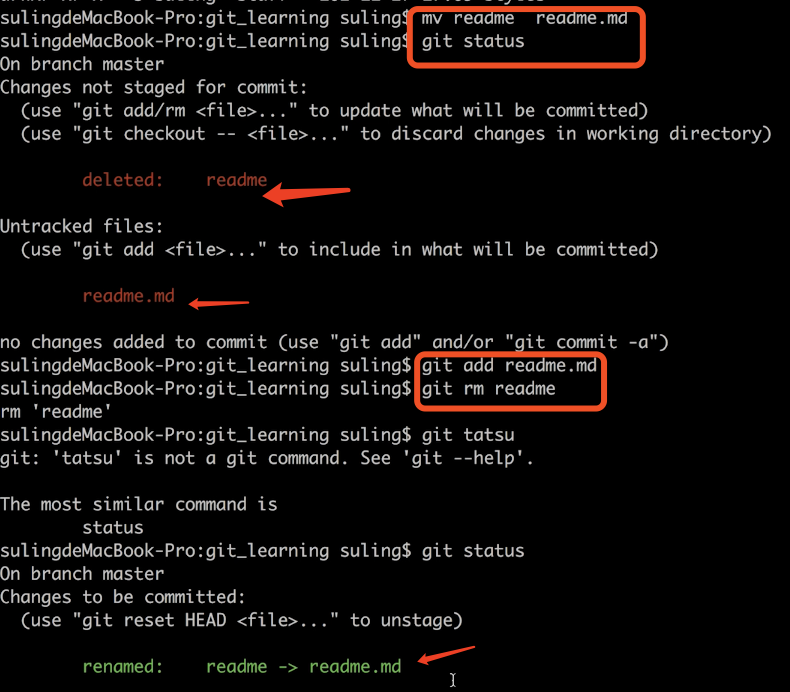 sulingdeMacBook-Pro:git_learning suling$ mv readme  readme.md
sulingdeMacBook-Pro:git_learning suling$ git status
On branch master
Changes not staged for commit:
  (use "git add/rm <file>..." to update what will be committed)
  (use "git checkout -- <file>..." to discard changes in working directory)
        deleted:    readme
Untracked files:
  (use "git add <file>..." to include in what will be committed)
        readme.md
no changes added to commit (use "git add" and/or "git commit -a")
sulingdeMacBook-Pro:git_learning suling$ git add readme.md
sulingdeMacBook-Pro:git_learning suling$ git rm readme
rm 'readme'
sulingdeMacBook-Pro:git_learning suling$ git tatsu
git: 'tatsu' is not a git command. See 'git --help'.
The most similar command is
        status
sulingdeMacBook-Pro:git_learning suling$ git status
On branch master
Changes to be committed:
  (use "git reset HEAD <file>..." to unstage)
        renamed:    readme -> readme.md